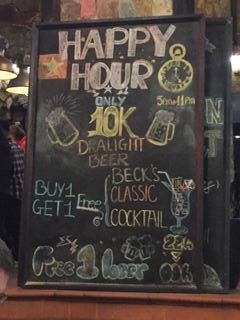 HAPPY
HOUR
5PM→11PM
ONLY
10K
DRALIGHT
BEER
BUY 1
GET 1 Free
BECK'S
CLASSIC
COCKTAIL
Free 1 beer
22h